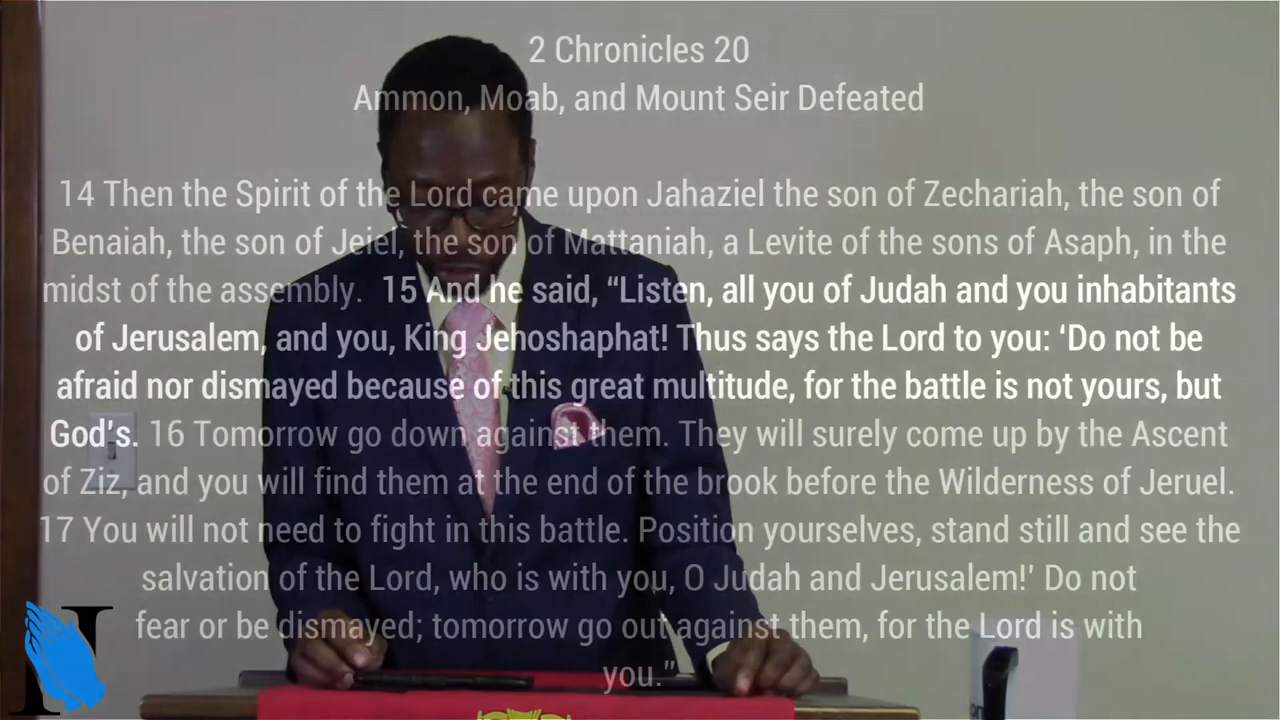 2 Chronicles 20
Ammon, Moab, and Mount Seir Defeated
14 Then the Spirit of the Lord came upon Jahaziel the son of Zechariah, the son of
Benaiah, the son of Jeiel, the son of Mattaniah, a Levite of the sons of Asaph, in the
midst of the assembly. 15 And he said, “Listen, all you of Judah and you inhabitants
of Jerusalem, and you, King Jehoshaphat! Thus says the Lord to you: ‘Do not be
afraid nor dismayed because of this great multitude, for the battle is not yours, but
God’s. 16 Tomorrow go down against them. They will surely come up by the Ascent
of Ziz, and you will find them at the end of the brook before the Wilderness of Jeruel.
17 You will not need to fight in this battle. Position yourselves, stand still and see the
salvation of the Lord, who is with you, O Judah and Jerusalem!’ Do not
fear or be dismayed; tomorrow go out against them, for the Lord is with
you.”
N